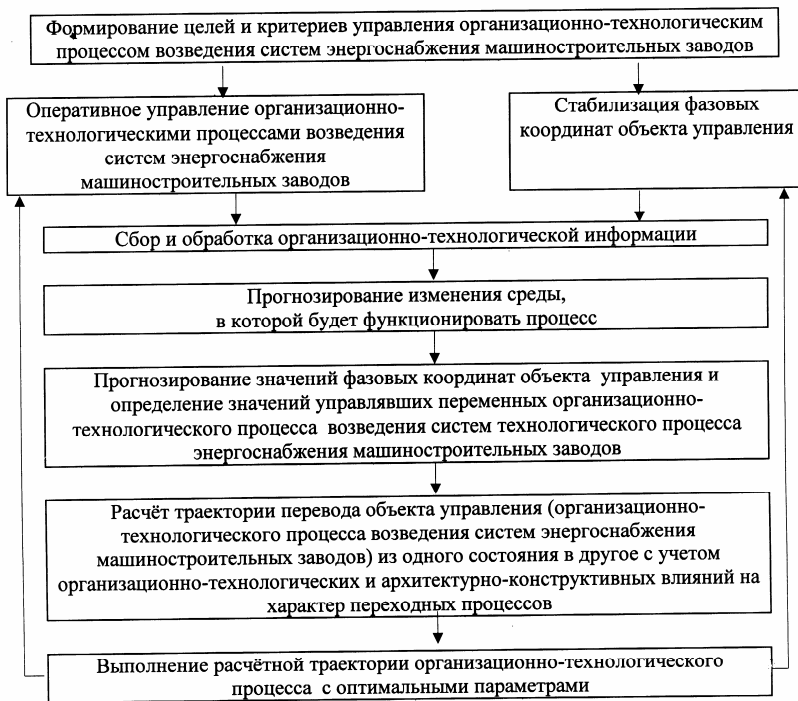 Формирование целей и критериев управления организационно-технологическим
процессом возведения систем энергоснабжения машиностроительных заводов
Оперативное управление организационно-
технологическими процессами возведения
систем энергоснабжения
машиностроительных заводов
Стабилизация фазовых
координат объекта управления
Сбор и обработка организационно-технологической информации
Прогнозирование изменения среды,
в которой будет функционировать процесс
Прогнозирование значений фазовых координат объекта управления и
определение значений управлявших переменных организационно-
технологического процесса возведения систем технологического процесса
энергоснабжения машиностроительных заводов
Расчёт траектории перевода объекта управления (организационно-
технологического процесса возведения систем энергоснабжения
машиностроительных заводов) из одного состояния в другое с учетом
организационно-технологических и архитектурно-конструктивных влияний на
характер переходных процессов
Выполнение расчётной траектории организационно-технологического
процесса с оптимальными параметрами